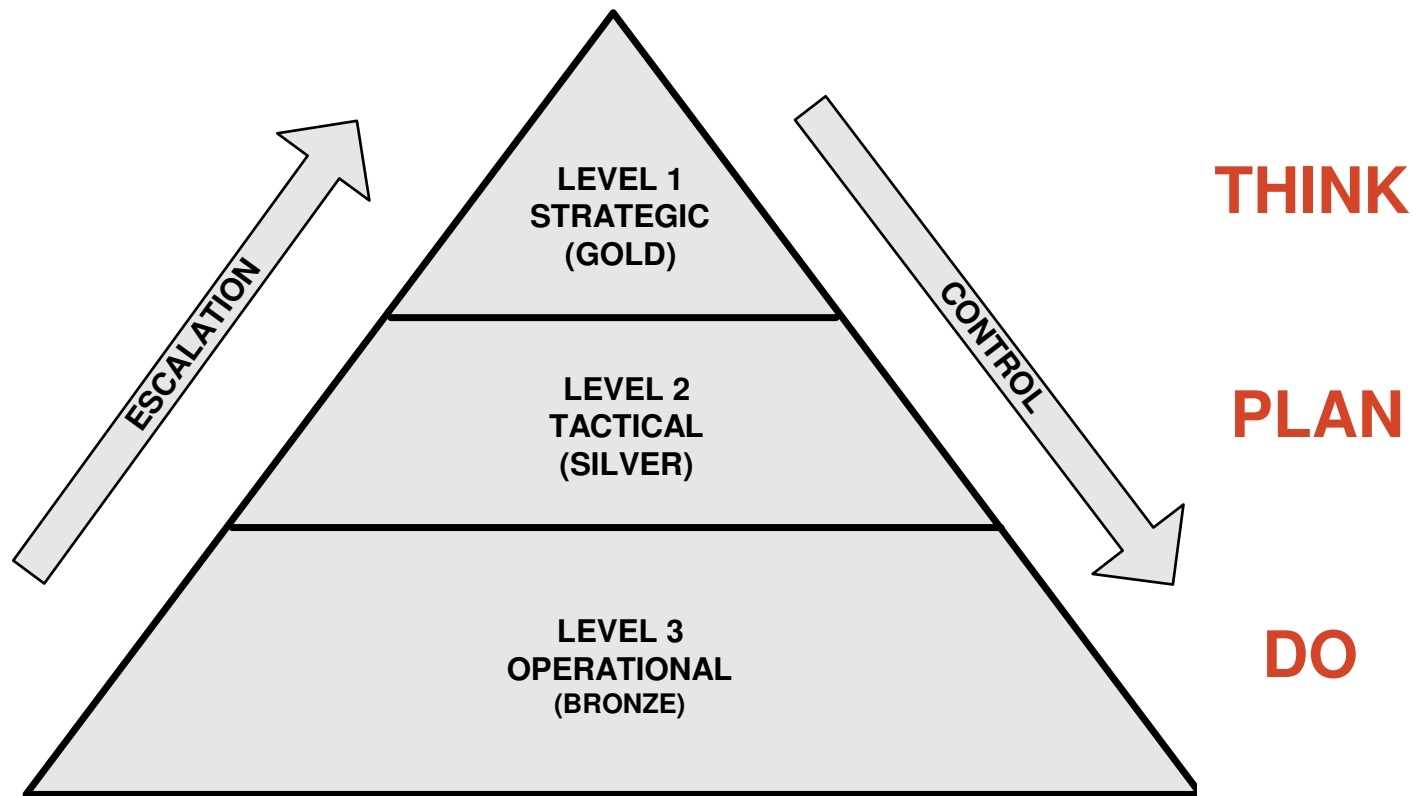 LEVEL 1
STRATEGIC
(GOLD)
THINK
ESCALATION
CONTROL
LEVEL 2
TACTICAL
(SILVER)
PLAN
LEVEL 3
OPERATIONAL
(BRONZE)
DO